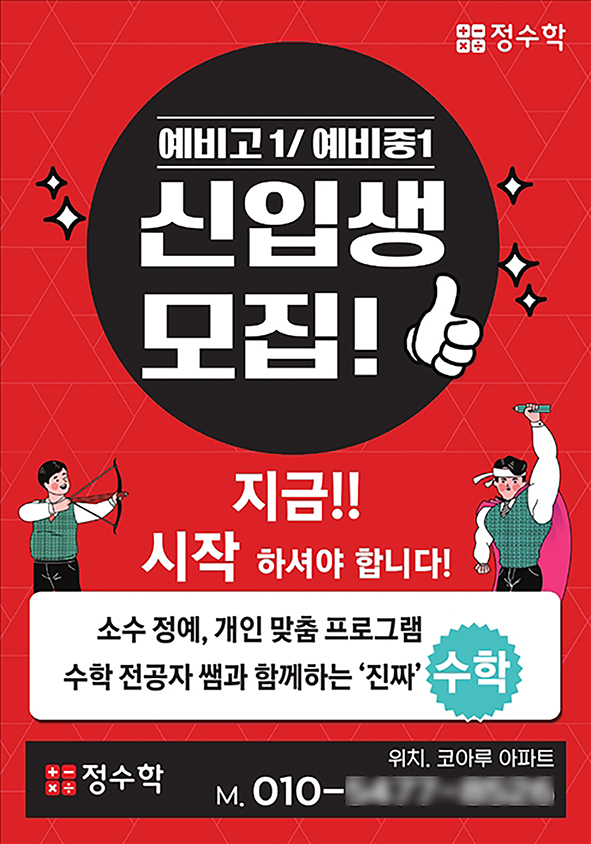 정수학
예비고1/ 예비중1
신입생
모집!
지금!!
시작 하셔야 합니다!
소수 정예, 개인 맞춤 프로그램
수학 전공자 쌤과 함께하는 ‘진짜’ 수학
위치. 코아루 아파트
정수학
M. 010-